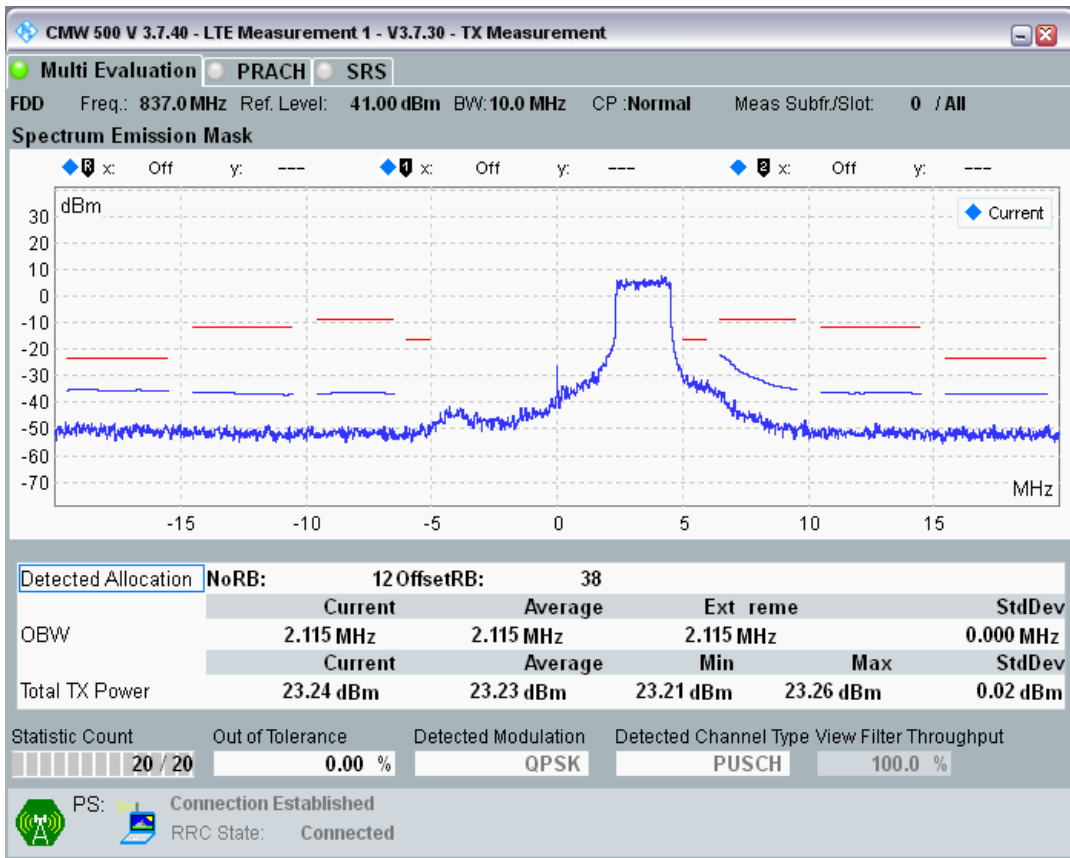 CMW 500 V 3.7.40 - LTE Measurement 1 - V3.7.30 - TX Measurement
Multi Evaluation PRACH SRS
FDD Freq.: 837.0 MHz Ref. Level: 41.00 dBm BW: 10.0 MHz CP :Normal Meas Subfr./Slot: 0 / All
Spectrum Emission Mask
R x: Off y: --- 1 x: Off y: --- 2 x: Off y: ---
dBm
Current
30
20
10
0
-10
-20
-30
-40
-50
-60
-70
MHz
-15 -10 -5 0 5 10 15
Detected Allocation NoRB: 12 OffsetRB: 38
Current Average Ext reme StdDev
OBW 2.115 MHz 2.115 MHz 2.115 MHz 0.000 MHz
Current Average Min Max StdDev
Total TX Power 23.24 dBm 23.23 dBm 23.21 dBm 23.26 dBm 0.02 dBm
Statistic Count Out of Tolerance Detected Modulation Detected Channel Type View Filter Throughput
20 / 20 0.00 % QPSK PUSCH 100.0 %
PS: Connection Established
RRC State: Connected